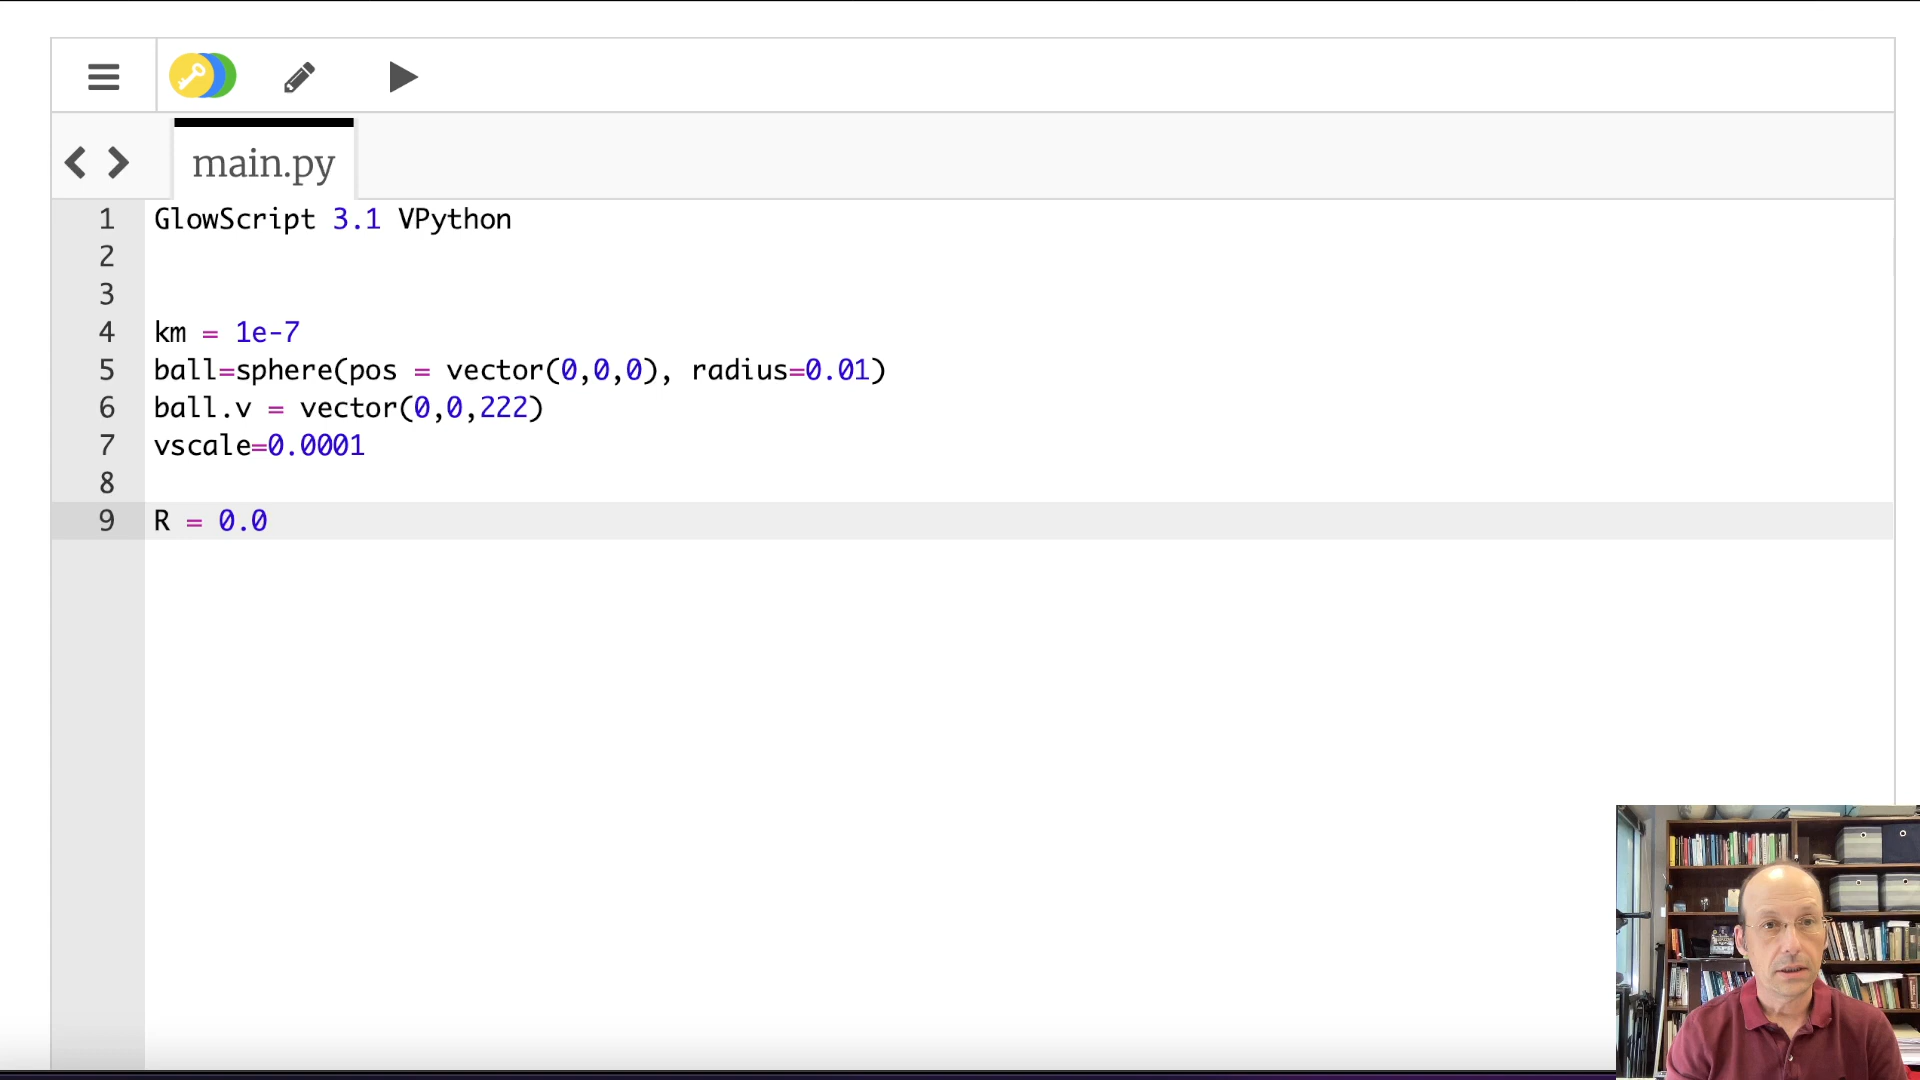 main.py
1 GlowScript 3.1 VPython
2
3
4 km = 1e-7
5 ball=sphere(pos = vector(0,0,0), radius=0.01)
6 ball.v = vector(0,0,222)
7 vscale=0.0001
8
9 R = 0.0